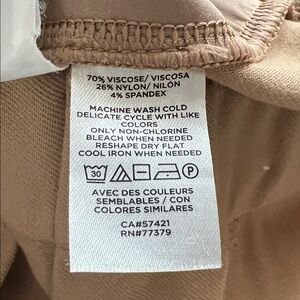 70% VISCOSE/ VISCOSA
26% NYLON/ NILÓN
4% SPANDEX
MACHINE WASH COLD
DELICATE CYCLE WITH LIKE
COLORS
ONLY NON-CHLORINE
BLEACH WHEN NEEDED
RESHAPE DRY FLAT
COOL IRON WHEN NEEDED
30 P
AVEC DES COULEURS
SEMBLABLES / CON
COLORES SIMILARES
CA#57421
RN#77379